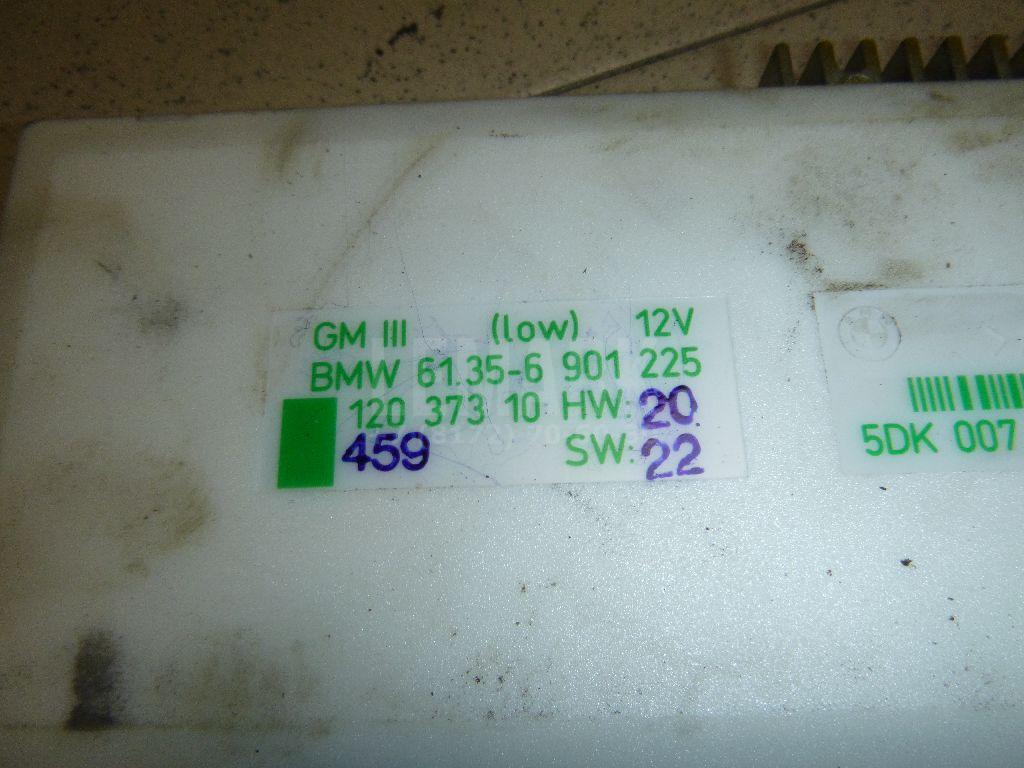 GM III (low) 12V
BMW 61.35-6 901 225
120 373 10 HW: 20
459 SW: 22
5DK 007